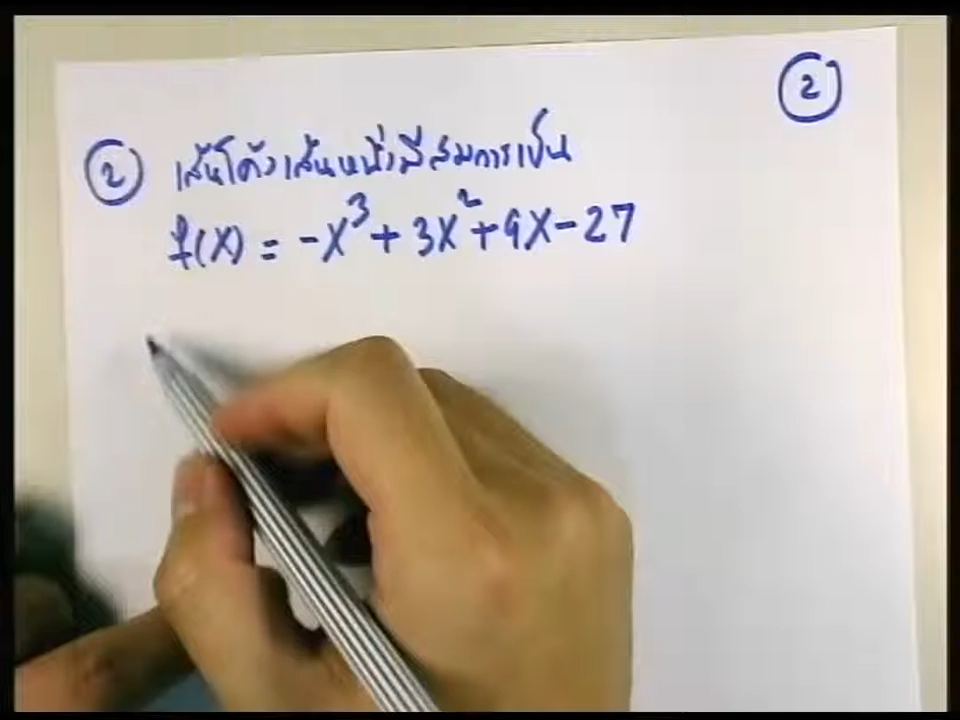 ②
② เส้นโค้งเส้นหนึ่งมีสมการเป็น
f(x) = -x³ + 3x² + 9x - 27